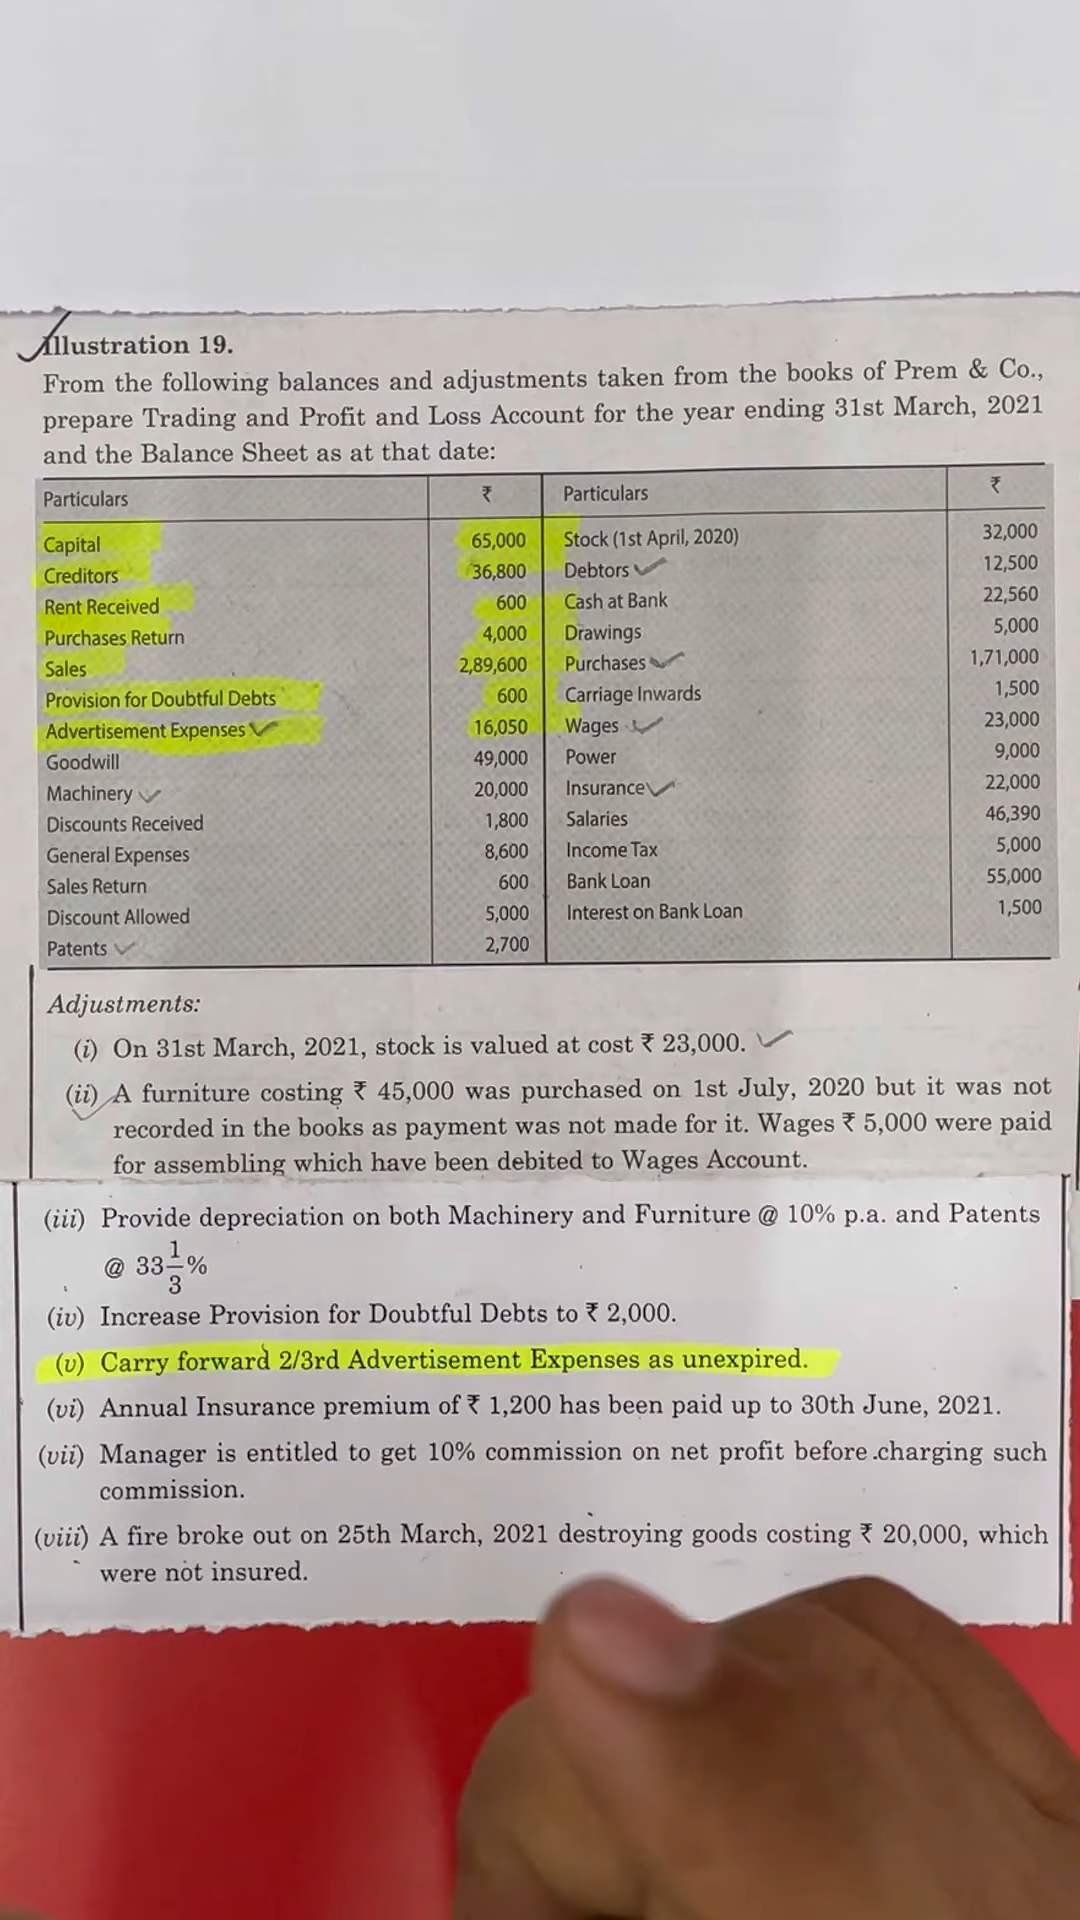 Illustration 19.
From the following balances and adjustments taken from the books of Prem & Co.,
prepare Trading and Profit and Loss Account for the year ending 31st March, 2021
and the Balance Sheet as at that date:
Particulars ₹ Particulars ₹
Capital 65,000 Stock (1st April, 2020) 32,000
Creditors 36,800 Debtors 12,500
Rent Received 600 Cash at Bank 22,560
Purchases Return 4,000 Drawings 5,000
Sales 2,89,600 Purchases 1,71,000
Provision for Doubtful Debts 600 Carriage Inwards 1,500
Advertisement Expenses 16,050 Wages 23,000
Goodwill 49,000 Power 9,000
Machinery 20,000 Insurance 22,000
Discounts Received 1,800 Salaries 46,390
General Expenses 8,600 Income Tax 5,000
Sales Return 600 Bank Loan 55,000
Discount Allowed 5,000 Interest on Bank Loan 1,500
Patents 2,700
Adjustments:
(i) On 31st March, 2021, stock is valued at cost ₹ 23,000.
(ii) A furniture costing ₹ 45,000 was purchased on 1st July, 2020 but it was not
recorded in the books as payment was not made for it. Wages ₹ 5,000 were paid
for assembling which have been debited to Wages Account.
(iii) Provide depreciation on both Machinery and Furniture @ 10% p.a. and Patents
@ 33 1/3%
(iv) Increase Provision for Doubtful Debts to ₹ 2,000.
(v) Carry forward 2/3rd Advertisement Expenses as unexpired.
(vi) Annual Insurance premium of ₹ 1,200 has been paid up to 30th June, 2021.
(vii) Manager is entitled to get 10% commission on net profit before charging such
commission.
(viii) A fire broke out on 25th March, 2021 destroying goods costing ₹ 20,000, which
were not insured.